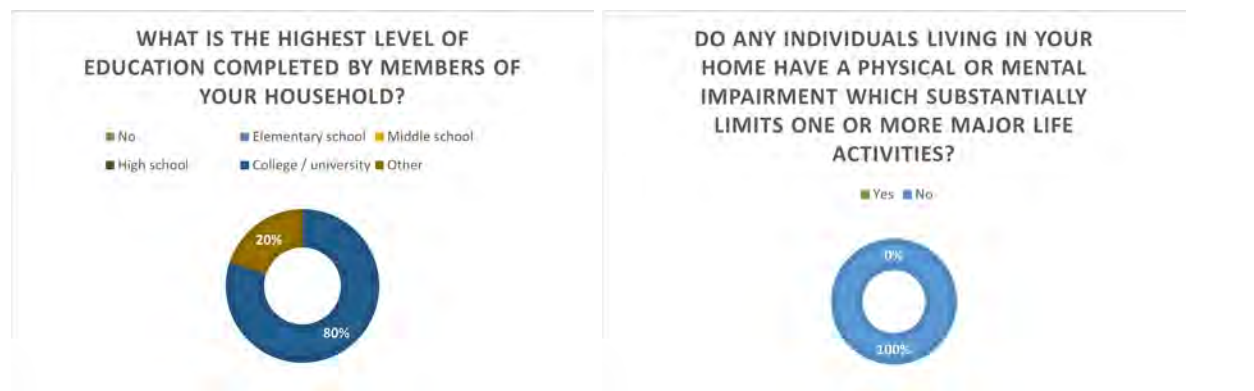 WHAT IS THE HIGHEST LEVEL OF
EDUCATION COMPLETED BY MEMBERS OF
YOUR HOUSEHOLD?
No Elementary school Middle school
High school College / university Other
20%
80%
DO ANY INDIVIDUALS LIVING IN YOUR
HOME HAVE A PHYSICAL OR MENTAL
IMPAIRMENT WHICH SUBSTANTIALLY
LIMITS ONE OR MORE MAJOR LIFE
ACTIVITIES?
Yes No
0%
100%